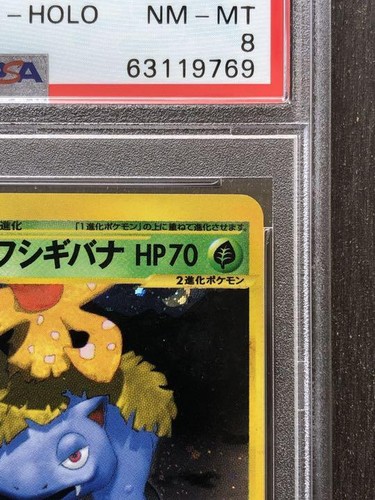 -HOLO NM-MT
8
63119769
PSA
進化 「1進化ポケモン」の上に重ねて進化させます。
フシギバナ HP70
2進化ポケモン